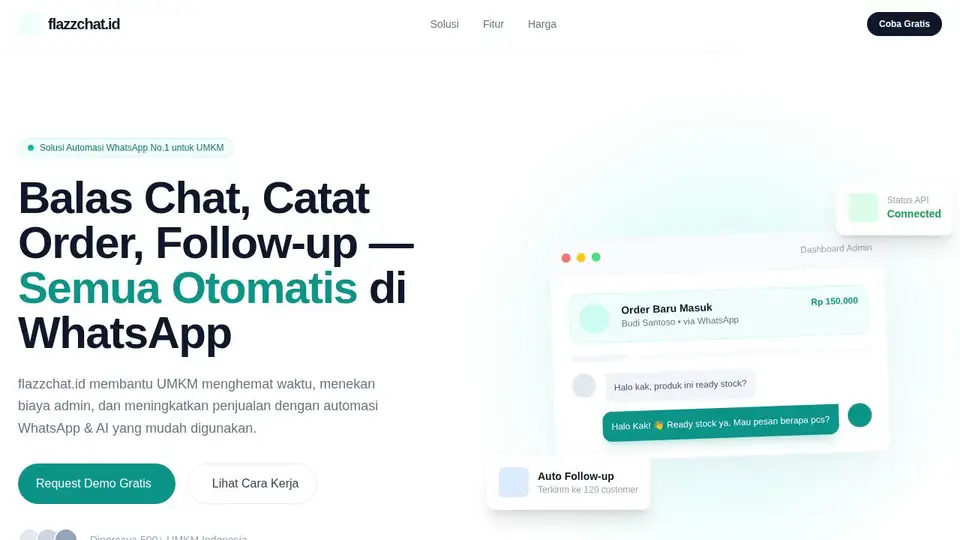 flazzchat.id
Solusi
Fitur
Harga
Coba Gratis
Solusi Automasi WhatsApp No.1 untuk UMKM
Balas Chat, Catat
Order, Follow-up —
Semua Otomatis di
WhatsApp
flazzchat.id membantu UMKM menghemat waktu, menekan
biaya admin, dan meningkatkan penjualan dengan automasi
WhatsApp & AI yang mudah digunakan.
Request Demo Gratis
Lihat Cara Kerja
Dipercaya 500+ UMKM Indonesia
Status API
Connected
Dashboard Admin
Order Baru Masuk
Budi Santoso • via WhatsApp
Rp 150.000
Halo kak, produk ini ready stock?
Halo Kak! 👋 Ready stock ya. Mau pesan berapa pcs?
Auto Follow-up
Terkirim ke 120 customer